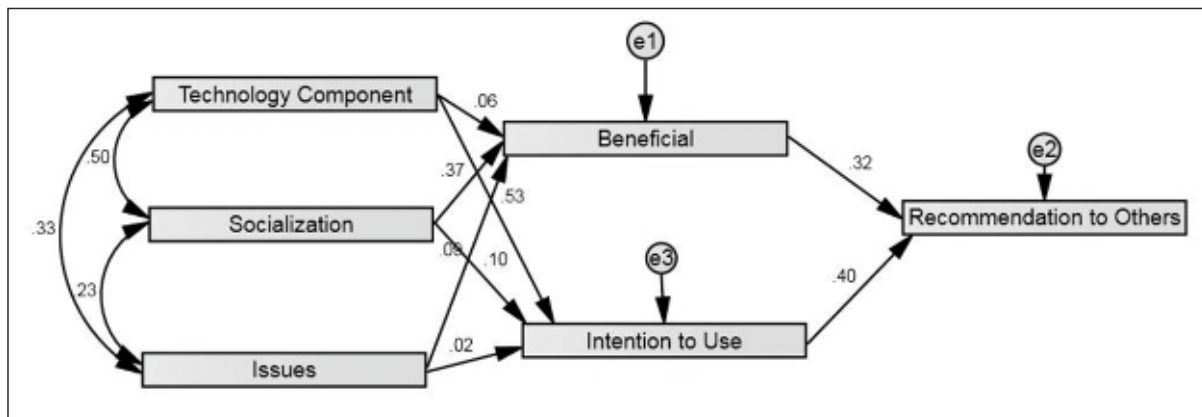 e1
Technology Component
.06
Beneficial
.50
.37
.53
.32
e2
.33
Socialization
Recommendation to Others
.09
.10
e3
.23
.40
.02
Intention to Use
Issues